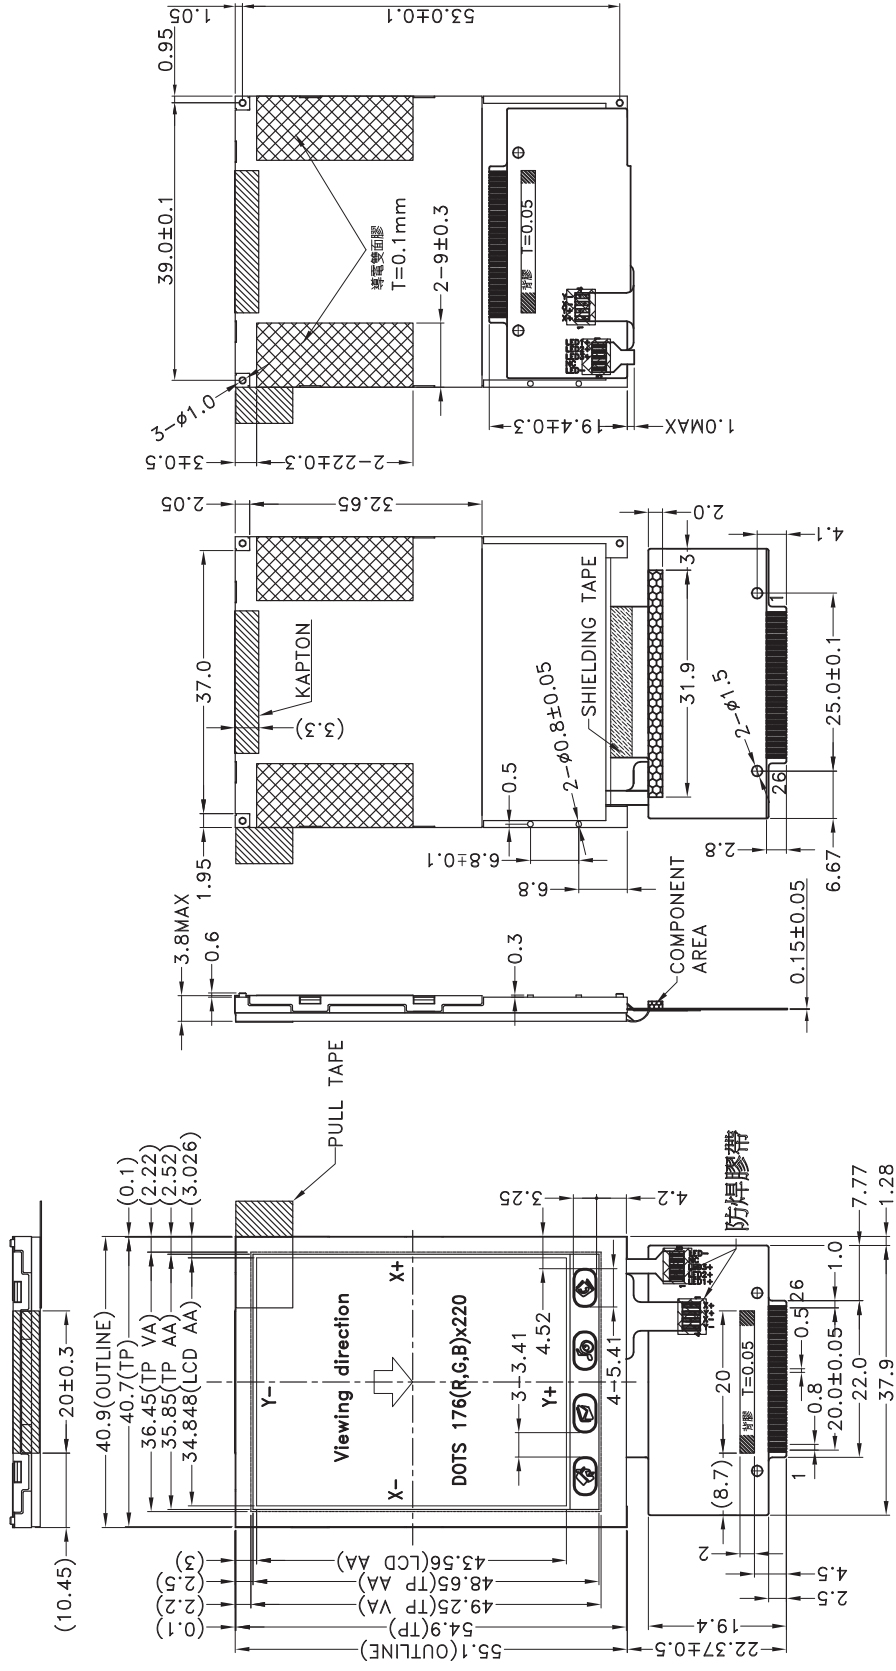 1.05
53.0±0.1
0.95
39.0±0.1
導電雙面膠
T=0.1mm
2-9±0.3
背膠 T=0.05
3-ø1.0
3±0.5
2-22±0.3
19.4±0.3
1.0MAX
2.05
32.65
2.0
4.1
37.0
KAPTON
(3.3)
SHIELDING TAPE
3
31.9
1
25.0±0.1
2-ø1.5
2-ø0.8±0.05
0.5
26
1.95
6.8±0.1
6.8
2.8
6.67
3.8MAX
0.6
0.3
COMPONENT
AREA
0.15±0.05
PULL TAPE
(0.1)
(2.22)
(2.52)
(3.026)
3.25
4.2
防焊膠帶
7.77
1.28
40.9(OUTLINE)
40.7(TP)
36.45(TP VA)
35.85(TP AA)
34.848(LCD AA)
20±0.3
(10.45)
Y-
X+
X-
Y+
Viewing direction
DOTS 176(R,G,B)x220
4.52
3-3.41
4-5.41
26
1.0
0.5
20
背膠 T=0.05
0.8
20.0±0.05
22.0
37.9
(8.7)
1
2
4.5
2.5
(3)
43.56(LCD AA)
(2.5)
48.65(TP AA)
(2.2)
49.25(TP VA)
(0.1)
54.9(TP)
55.1(OUTLINE)
19.4
22.37±0.5